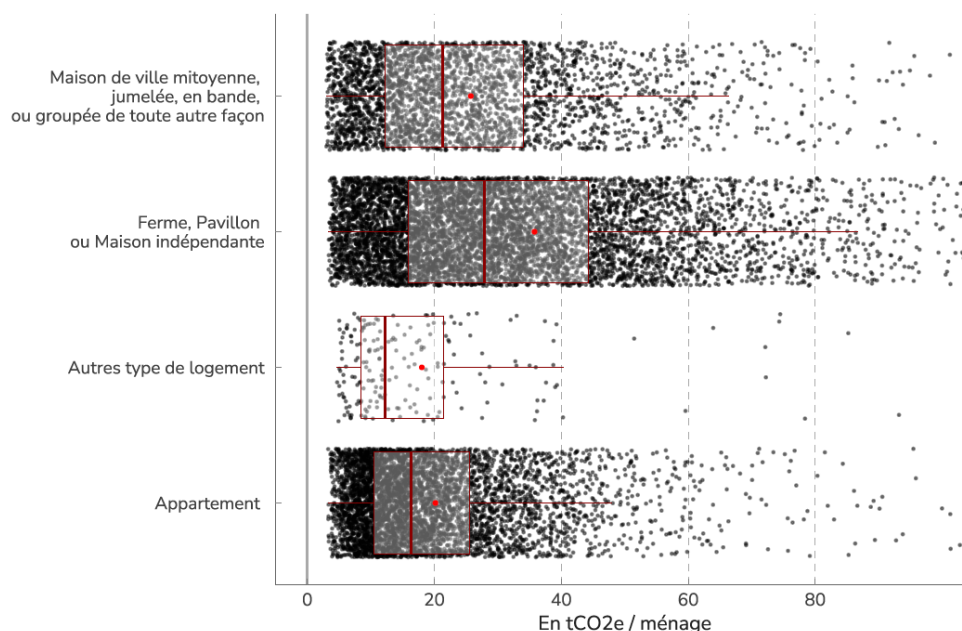 Maison de ville mitoyenne,
jumelée, en bande,
ou groupée de toute autre façon
Ferme, Pavillon
ou Maison indépendante
Autres type de logement
Appartement
0 20 40 60 80
En tCO2e / ménage